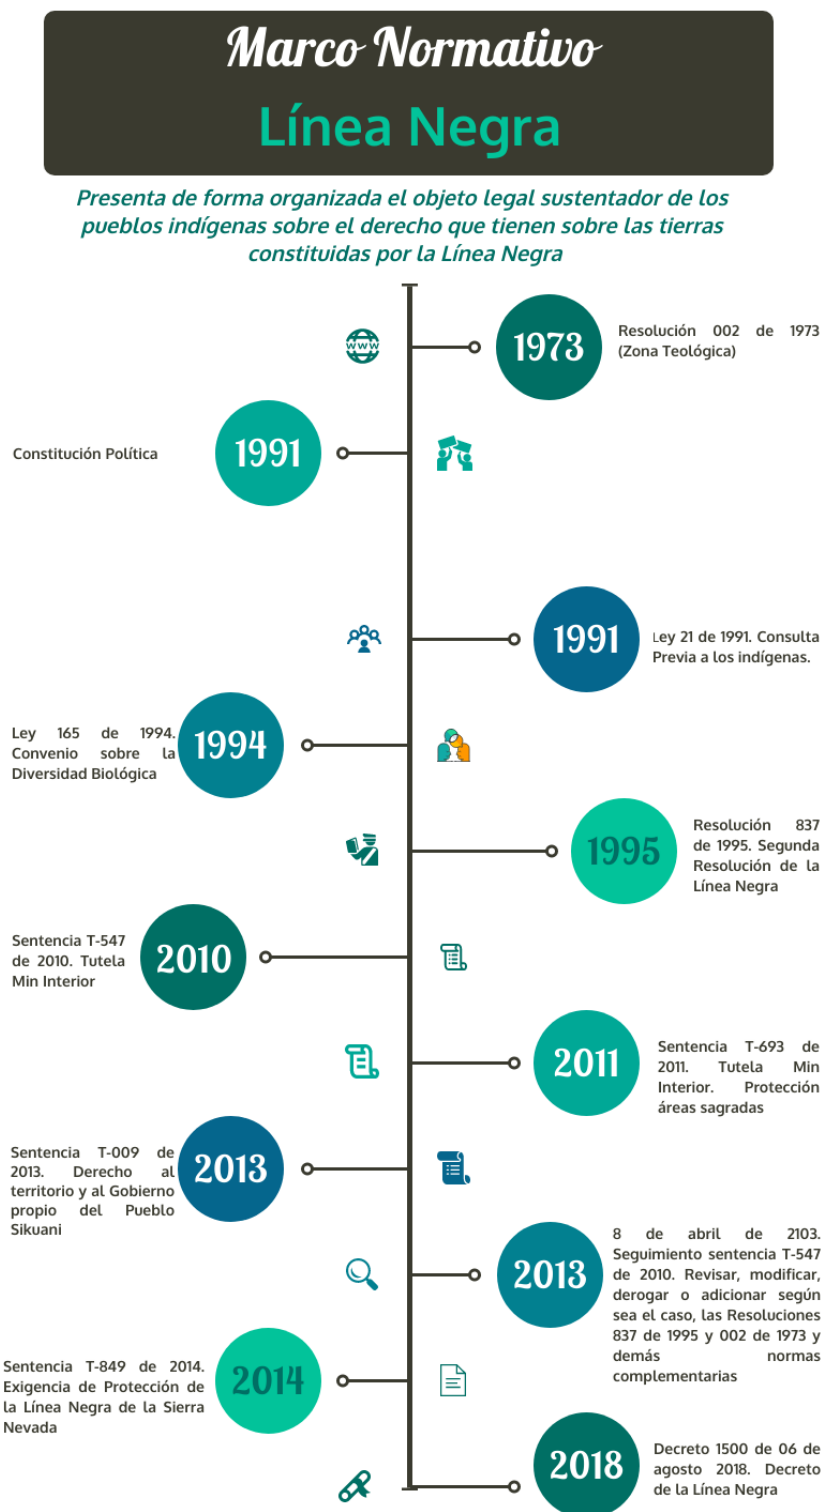 Marco Normativo
Línea Negra
Presenta de forma organizada el objeto legal sustentador de los
pueblos indígenas sobre el derecho que tienen sobre las tierras
constituidas por la Línea Negra
WWW
1973
Resolución 002 de 1973
(Zona Teológica)
Constitución Política
1991
1991
Ley 21 de 1991. Consulta
Previa a los indígenas.
Ley 165 de 1994.
Convenio sobre la
Diversidad Biológica
1994
1995
Resolución 837
de 1995. Segunda
Resolución de la
Línea Negra
Sentencia T-547
de 2010. Tutela
Min Interior
2010
2011
Sentencia T-693 de
2011. Tutela Min
Interior. Protección
áreas sagradas
Sentencia T-009 de
2013. Derecho al
territorio y al Gobierno
propio del Pueblo
Sikuani
2013
2013
8 de abril de 2103.
Seguimiento sentencia T-547
de 2010. Revisar, modificar,
derogar o adicionar según
sea el caso, las Resoluciones
837 de 1995 y 002 de 1973 y
demás normas
complementarias
Sentencia T-849 de 2014.
Exigencia de Protección de
la Línea Negra de la Sierra
Nevada
2014
2018
Decreto 1500 de 06 de
agosto 2018. Decreto
de la Línea Negra